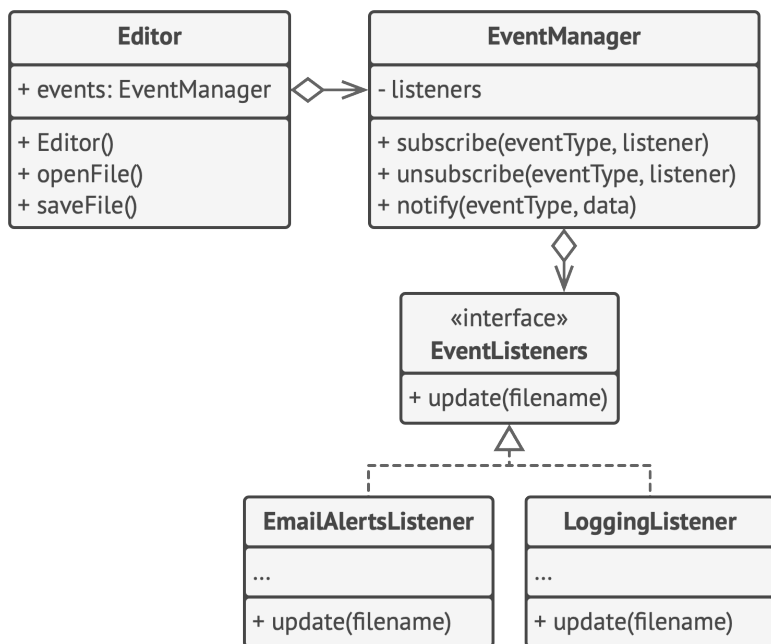 Editor
+ events: EventManager
+ Editor()
+ openFile()
+ saveFile()
EventManager
- listeners
+ subscribe(eventType, listener)
+ unsubscribe(eventType, listener)
+ notify(eventType, data)
«interface»
EventListeners
+ update(filename)
EmailAlertsListener
...
+ update(filename)
LoggingListener
...
+ update(filename)